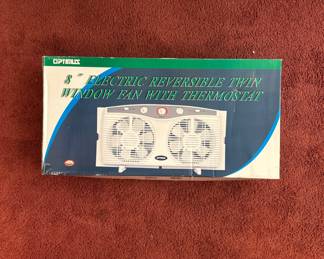 OPTIMUS
8" ELECTRIC REVERSIBLE TWIN
WINDOW FAN WITH THERMOSTAT